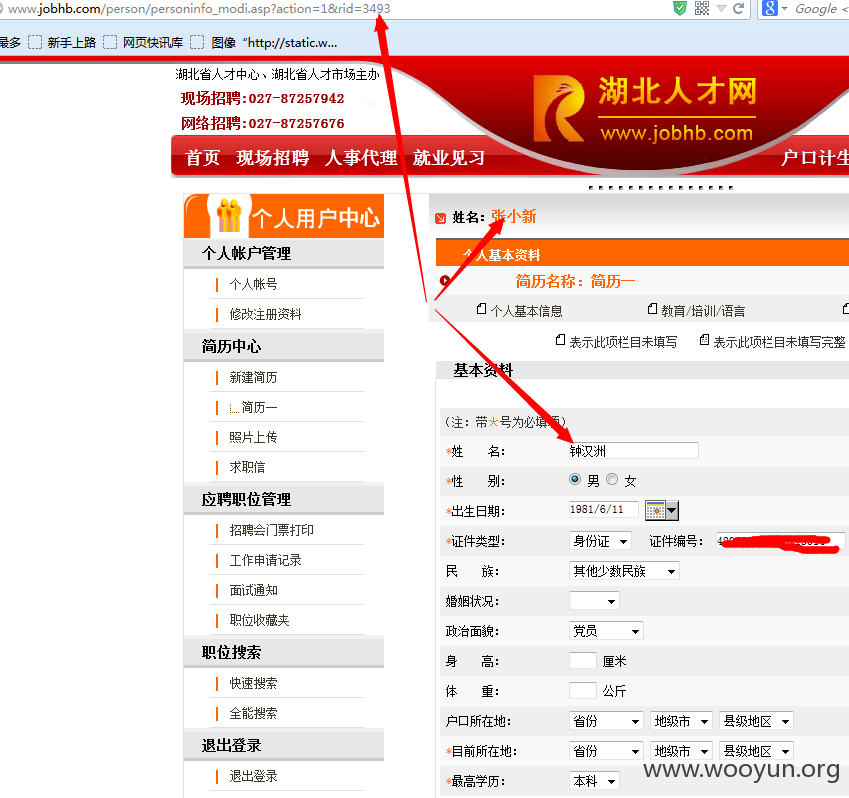 www.jobhb.com/person/personinfo_modi.asp?action=1&rid=3493
Google <
最多 新手上路 网页快讯库 图像 “http://static.w...
湖北省人才中心、湖北省人才市场主办
现场招聘:027-87257942
网络招聘:027-87257676
湖北人才网
www.jobhb.com
首页 现场招聘 人事代理 就业见习 户口计生
个人用户中心
个人帐户管理
个人帐号
修改注册资料
简历中心
新建简历
简历一
照片上传
求职信
应聘职位管理
招聘会门票打印
工作申请记录
面试通知
职位收藏夹
职位搜索
快速搜索
全能搜索
退出登录
退出登录
姓名：张小新
个人基本资料
简历名称：简历一
个人基本信息 教育/培训/语言
表示此项栏目未填写 表示此项栏目未填写完整
基本资料
（注：带*号为必填项）
*姓 名： 钟汉洲
*性 别： 男 女
*出生日期： 1981/6/11
*证件类型： 身份证 证件编号：
民 族： 其他少数民族
婚姻状况：
政治面貌： 党员
身 高： 厘米
体 重： 公斤
户口所在地： 省份 地级市 县级地区
*目前所在地： 省份 地级市 县级地区
*最高学历： 本科
www.wooyun.org